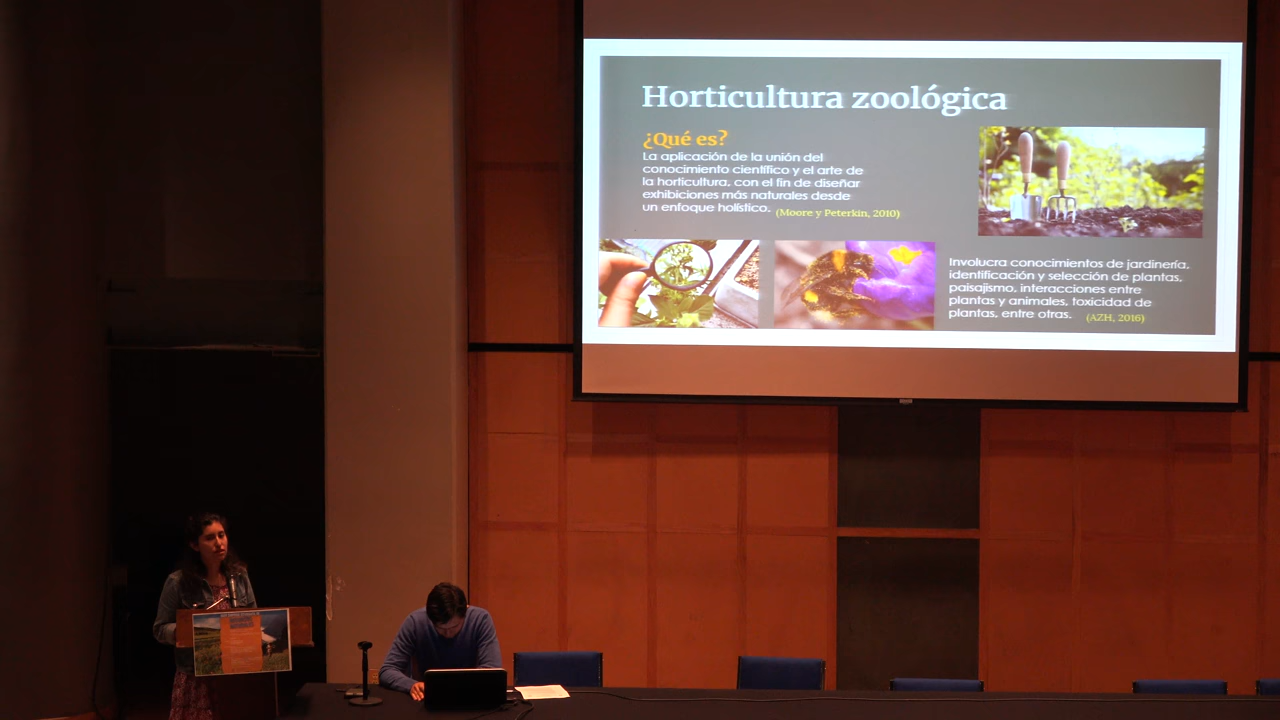 Horticultura zoológica
¿Qué es?
La aplicación de la unión del
conocimiento científico y el arte de
la horticultura, con el fin de diseñar
exhibiciones más naturales desde
un enfoque holístico. (Moore y Peterkin, 2010)
Involucra conocimientos de jardinería,
identificación y selección de plantas,
paisajismo, interacciones entre
plantas y animales, toxicidad de
plantas, entre otras. (AZH, 2016)